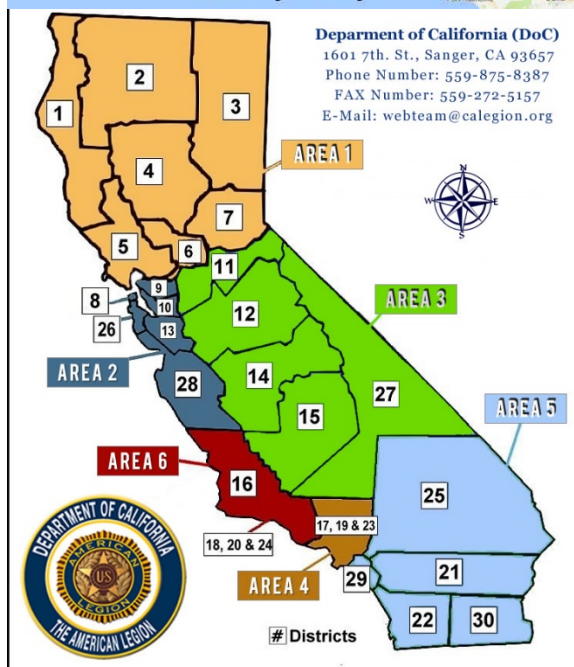 Deparment of California (DoC)
1601 7th. St., Sanger, CA 93657
Phone Number: 559-875-8387
FAX Number: 559-272-5157
E-Mail: webteam@calegion.org
2
1
3
AREA 1
4
N
W
E
S
7
5
6
11
9
8
10
AREA 3
12
26
13
AREA 2
28
14
27
15
AREA 5
AREA 6
16
25
DEPARTMENT OF CALIFORNIA
17, 19 & 23
18, 20 & 24
AMERICAN
US
LEGION
THE AMERICAN LEGION
AREA 4
29
21
22
30
# Districts